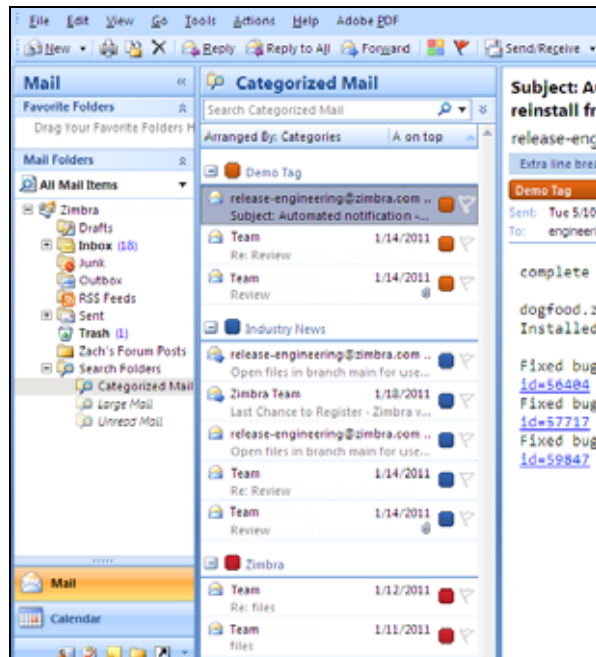 File Edit View Go Tools Actions Help Adobe PDF
New Reply Reply to All Forward Send/Receive
Mail
Favorite Folders
Drag Your Favorite Folders H
Mail Folders
All Mail Items
Zimbra
Drafts
Inbox (18)
Junk
Outbox
RSS Feeds
Sent
Trash (1)
Zach's Forum Posts
Search Folders
Categorized Mail
Large Mail
Unread Mail
Mail
Calendar
Categorized Mail
Search Categorized Mail
Arranged By: Categories A on top
Demo Tag
release-engineering@zimbra.com ..
Subject: Automated notification -...
Team 1/14/2011
Re: Review
Team 1/14/2011
Review
Industry News
release-engineering@zimbra.com ..
Open files in branch main for use...
Zimbra Team 1/18/2011
Last Chance to Register - Zimbra v...
release-engineering@zimbra.com ..
Open files in branch main for use...
Team 1/14/2011
Re: Review
Team 1/14/2011
Review
Zimbra
Team 1/12/2011
Re: files
Team 1/11/2011
files
Subject: Au
reinstall fr
release-eng
Extra line brea
Demo Tag
Sent: Tue 5/10
To: engineeri
complete
dogfood.z
Installed
Fixed bug
id=56404
Fixed bug
id=57717
Fixed bug
id=59847